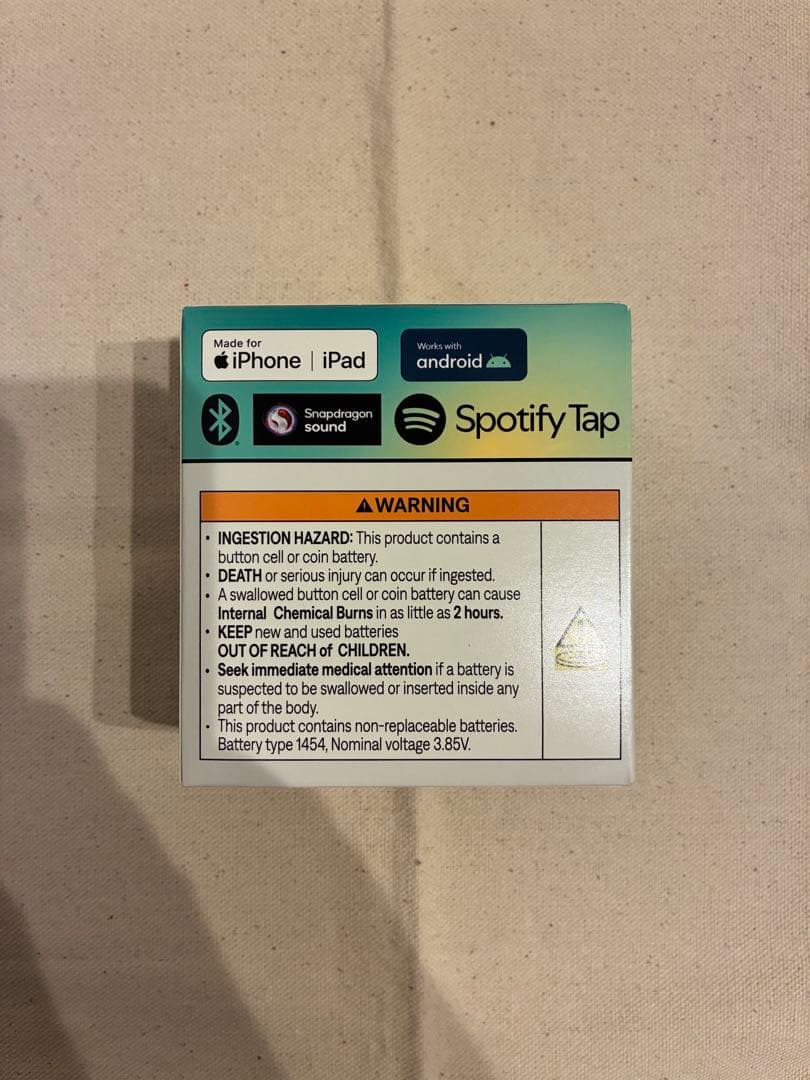 Made for
iPhone | iPad
Works with
android
Snapdragon
sound
Spotify Tap
WARNING
• INGESTION HAZARD: This product contains a
button cell or coin battery.
• DEATH or serious injury can occur if ingested.
• A swallowed button cell or coin battery can cause
Internal Chemical Burns in as little as 2 hours.
• KEEP new and used batteries
OUT OF REACH of CHILDREN.
• Seek immediate medical attention if a battery is
suspected to be swallowed or inserted inside any
part of the body.
• This product contains non-replaceable batteries.
Battery type 1454, Nominal voltage 3.85V.